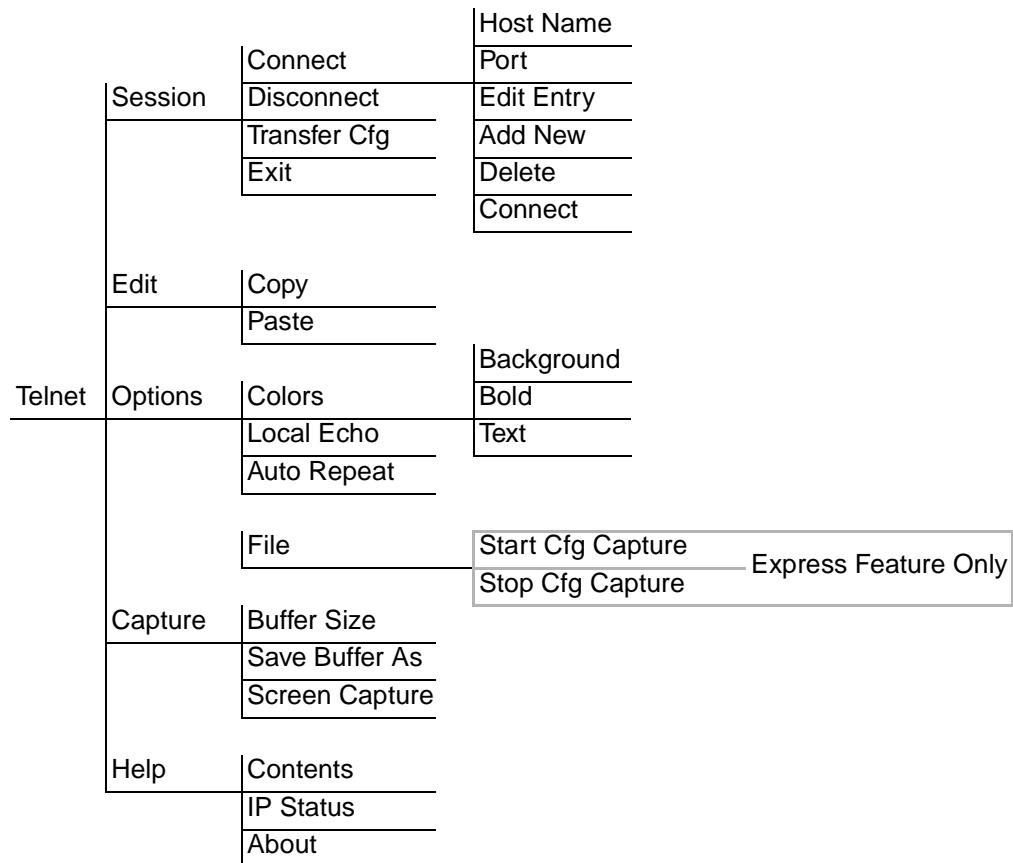 Host Name
Connect Port
Session Disconnect Edit Entry
Transfer Cfg Add New
Exit Delete
Connect
Edit Copy
Paste
Background
Telnet Options Colors Bold
Local Echo Text
Auto Repeat
File Start Cfg Capture
Express Feature Only
Stop Cfg Capture
Capture Buffer Size
Save Buffer As
Screen Capture
Help Contents
IP Status
About